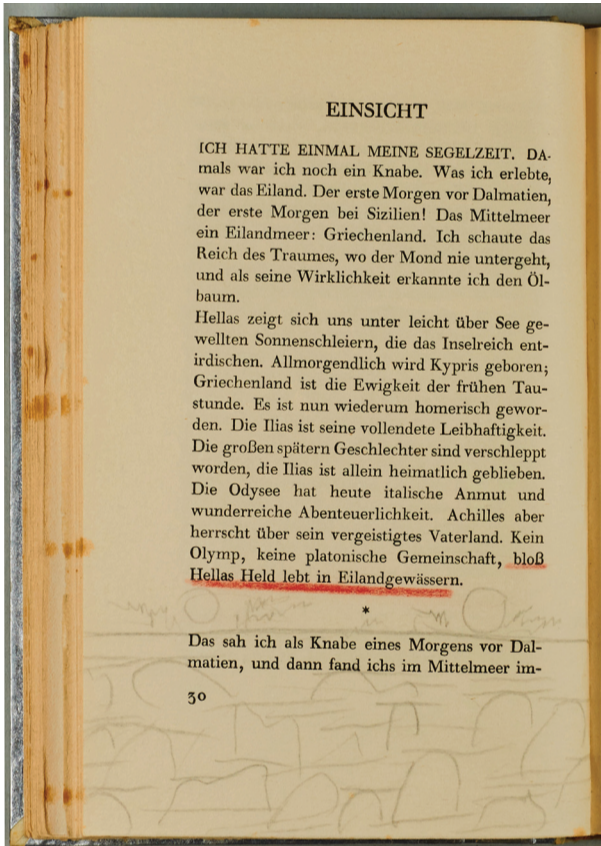 EINSICHT
ICH HATTE EINMAL MEINE SEGELZEIT. DA-
mals war ich noch ein Knabe. Was ich erlebte,
war das Eiland. Der erste Morgen vor Dalmatien,
der erste Morgen bei Sizilien! Das Mittelmeer
ein Eilandmeer: Griechenland. Ich schaute das
Reich des Traumes, wo der Mond nie untergeht,
und als seine Wirklichkeit erkannte ich den Öl-
baum.
Hellas zeigt sich uns unter leicht über See ge-
wellten Sonnenschleiern, die das Inselreich ent-
irdischen. Allmorgendlich wird Kypris geboren;
Griechenland ist die Ewigkeit der frühen Tau-
stunde. Es ist nun wiederum homerisch gewor-
den. Die Ilias ist seine vollendete Leibhaftigkeit.
Die großen spätern Geschlechter sind verschleppt
worden, die Ilias ist allein heimatlich geblieben.
Die Odysee hat heute italische Anmut und
wunderreiche Abenteuerlichkeit. Achilles aber
herrscht über sein vergeistigtes Vaterland. Kein
Olymp, keine platonische Gemeinschaft, bloß
Hellas Held lebt in Eilandgewässern.
*
Das sah ich als Knabe eines Morgens vor Dal-
matien, und dann fand ichs im Mittelmeer im-
30